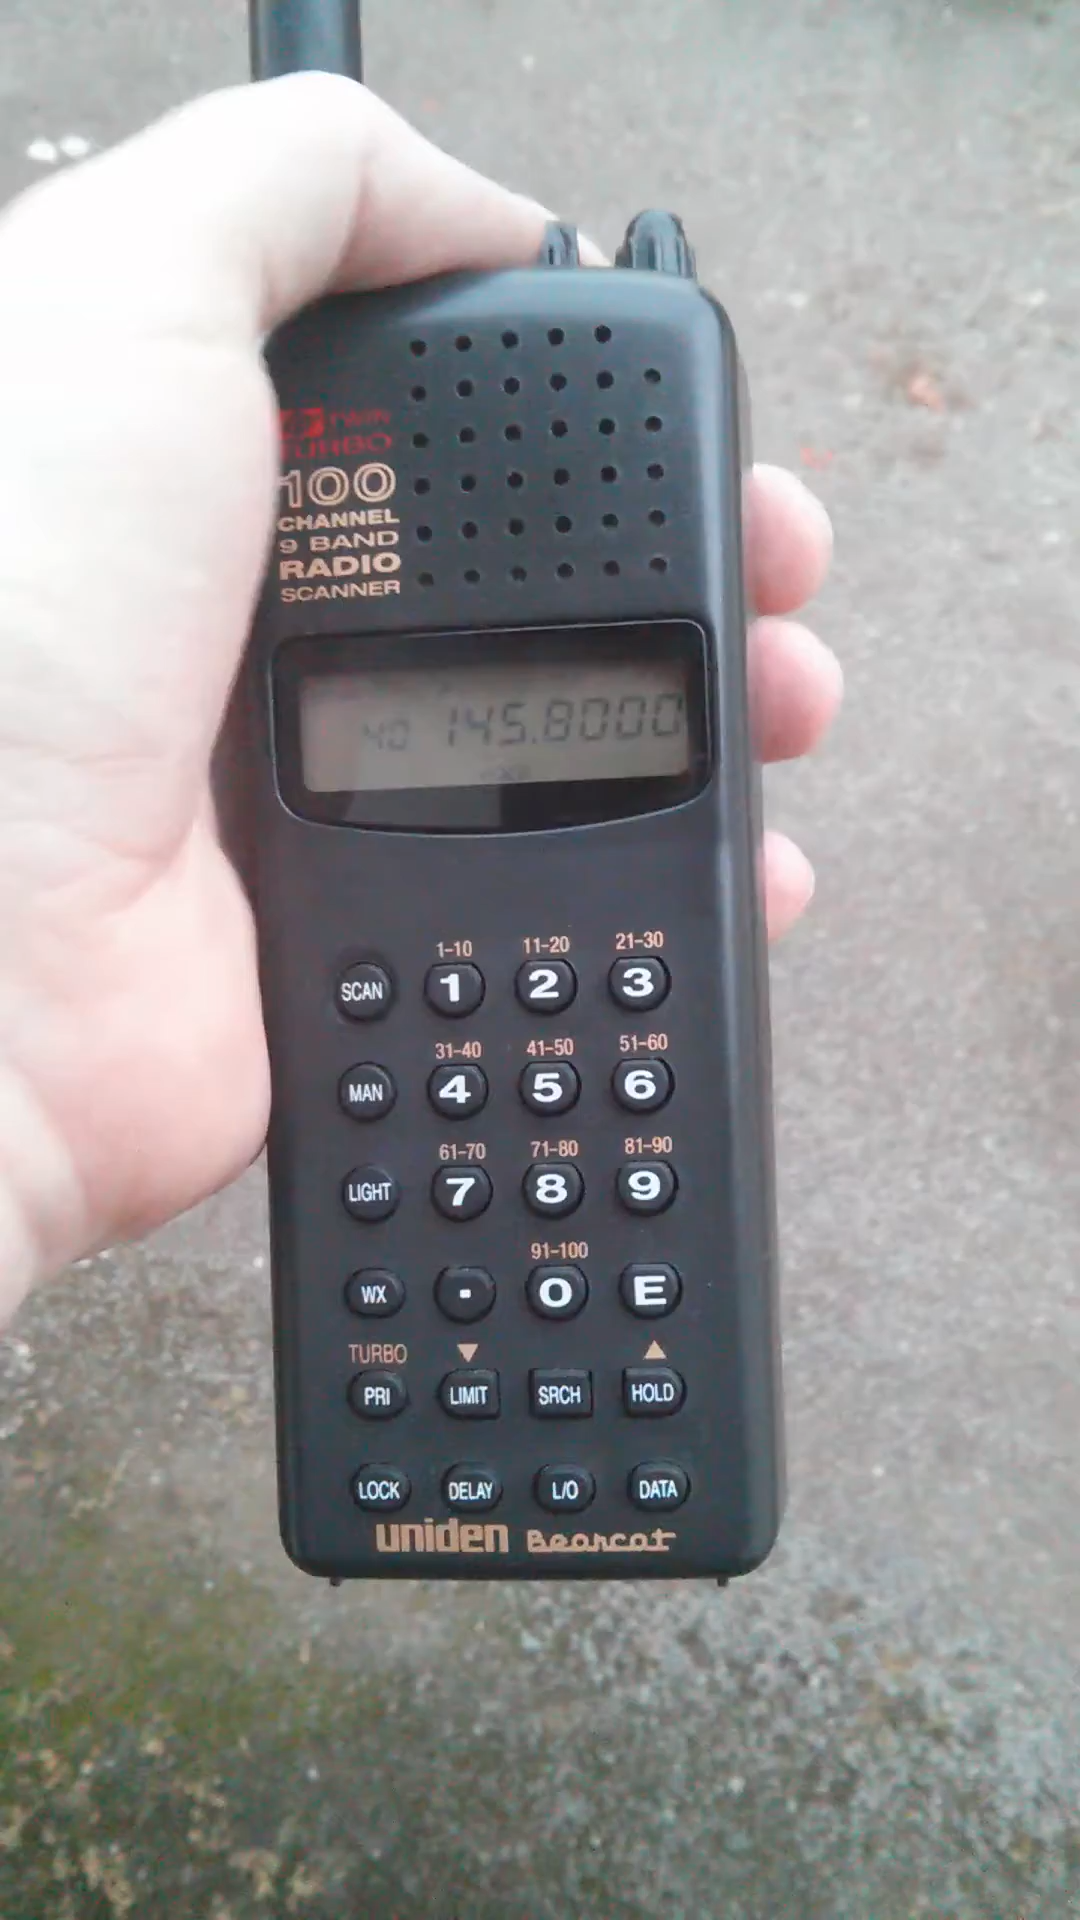 TWIN
TURBO
100
CHANNEL
9 BAND
RADIO
SCANNER
40 145.8000
1-10 11-20 21-30
SCAN 1 2 3
31-40 41-50 51-60
MAN 4 5 6
61-70 71-80 81-90
LIGHT 7 8 9
91-100
WX . 0 E
TURBO ▼ ▲
PRI LIMIT SRCH HOLD
LOCK DELAY L/O DATA
uniden Bearcat